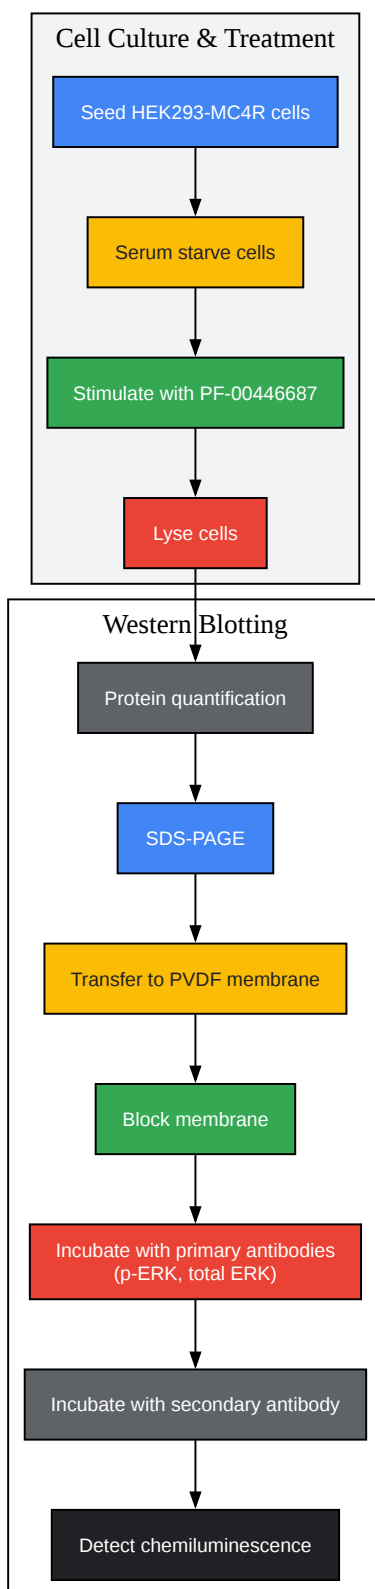 Cell Culture & Treatment
Seed HEK293-MC4R cells
Serum starve cells
Stimulate with PF-00446687
Lyse cells
Western Blotting
Protein quantification
SDS-PAGE
Transfer to PVDF membrane
Block membrane
Incubate with primary antibodies
(p-ERK, total ERK)
Incubate with secondary antibody
Detect chemiluminescence